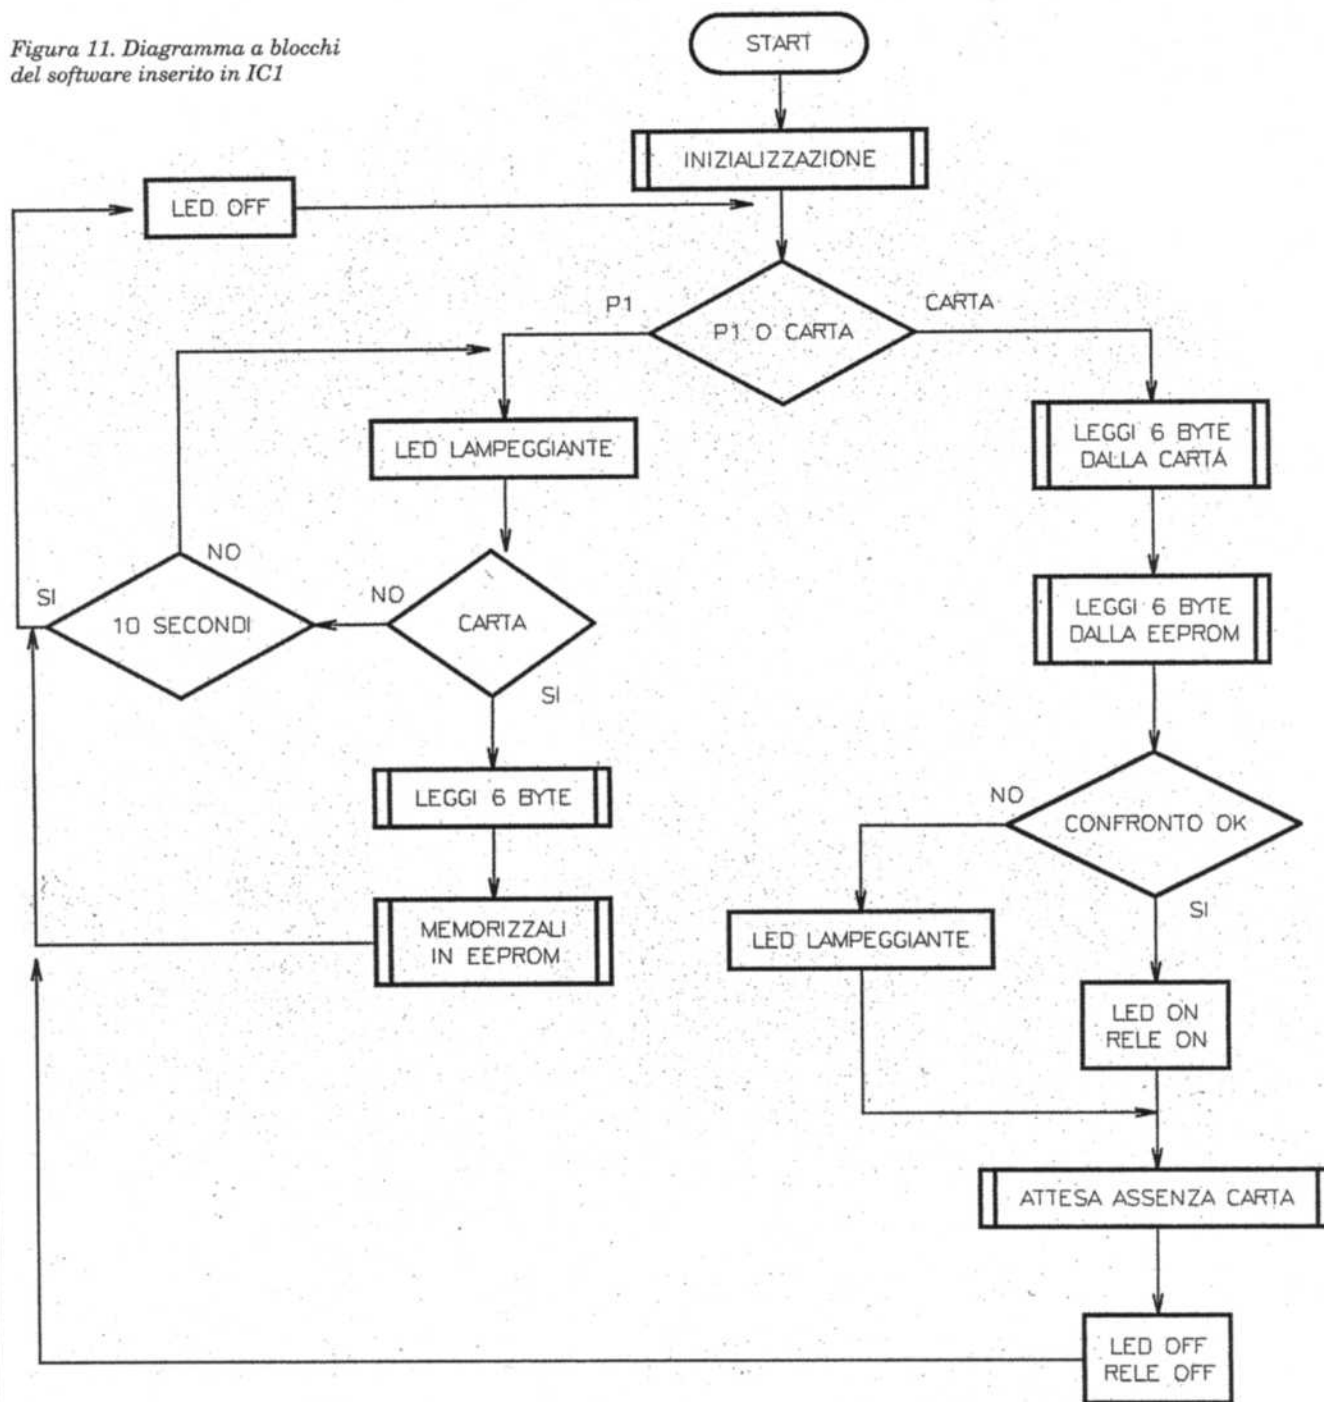 Figura 11. Diagramma a blocchi
del software inserito in IC1
START
INIZIALIZZAZIONE
LED OFF
P1
P1 O CARTA
CARTA
LED LAMPEGGIANTE
LEGGI 6 BYTE
DALLA CARTA
SI
10 SECONDI
NO
NO
CARTA
SI
LEGGI 6 BYTE
DALLA EEPROM
LEGGI 6 BYTE
NO
CONFRONTO OK
SI
MEMORIZZALI
IN EEPROM
LED LAMPEGGIANTE
LED ON
RELE ON
ATTESA ASSENZA CARTA
LED OFF
RELE OFF